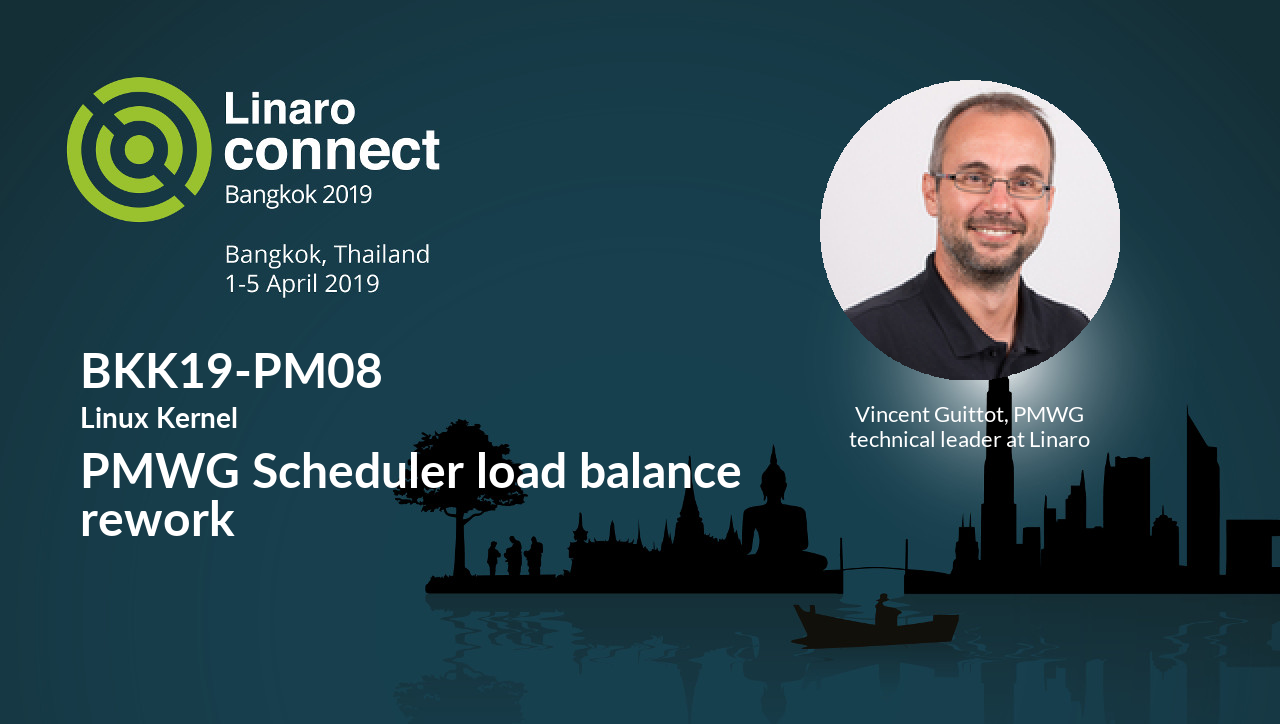 Linaro
connect
Bangkok 2019
Bangkok, Thailand
1-5 April 2019
BKK19-PM08
Linux Kernel
PMWG Scheduler load balance
rework
Vincent Guittot, PMWG
technical leader at Linaro